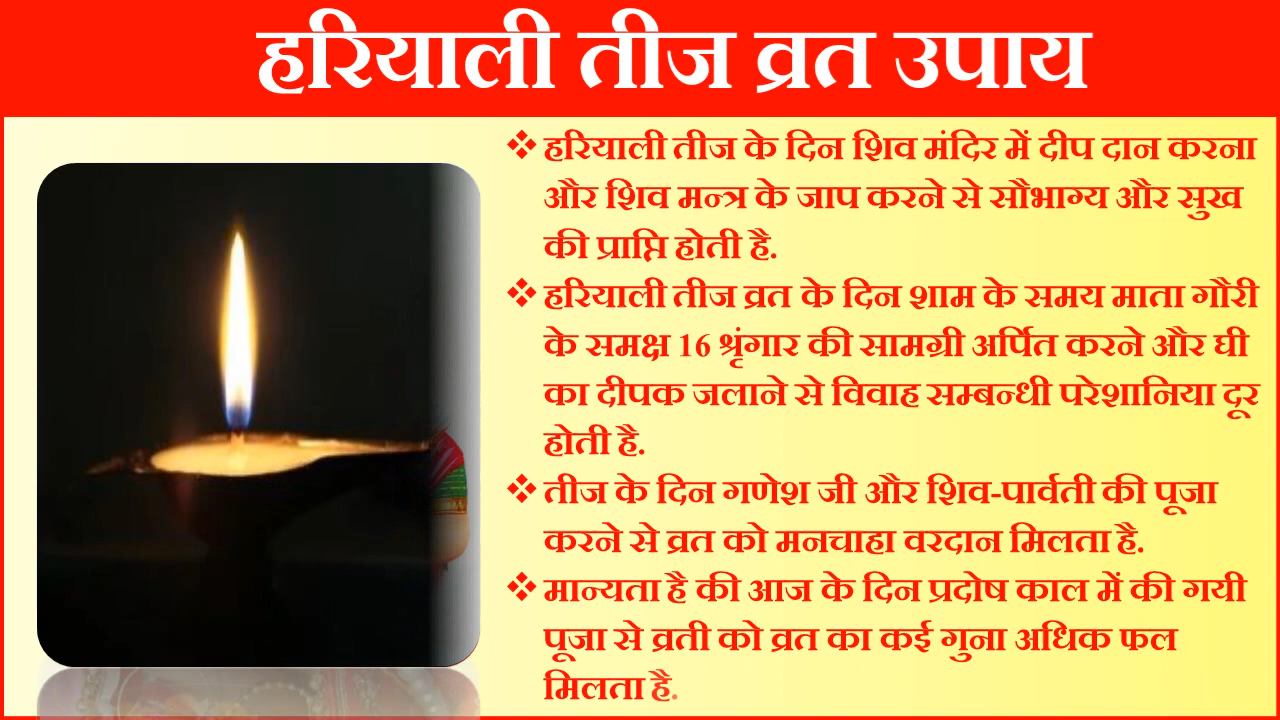 हरियाली तीज व्रत उपाय
❖ हरियाली तीज के दिन शिव मंदिर में दीप दान करना
और शिव मन्त्र के जाप करने से सौभाग्य और सुख
की प्राप्ति होती है.
❖ हरियाली तीज व्रत के दिन शाम के समय माता गौरी
के समक्ष 16 श्रृंगार की सामग्री अर्पित करने और घी
का दीपक जलाने से विवाह सम्बन्धी परेशानिया दूर
होती है.
❖ तीज के दिन गणेश जी और शिव-पार्वती की पूजा
करने से व्रत को मनचाहा वरदान मिलता है.
❖ मान्यता है की आज के दिन प्रदोष काल में की गयी
पूजा से व्रती को व्रत का कई गुना अधिक फल
मिलता है.